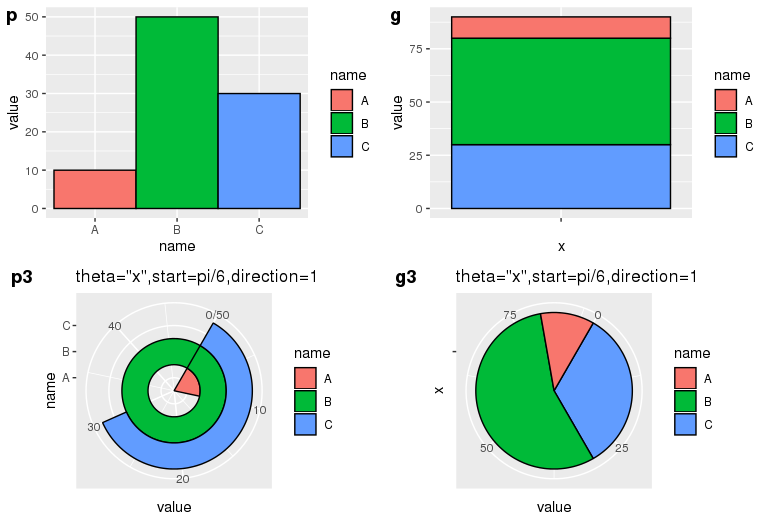 p
50
40
30
20
10
0
value
A
B
C
name
name
A
B
C
g
75
50
25
0
value
x
name
A
B
C
p3
theta="x",start=pi/6,direction=1
C
B
A
name
0/50
10
20
30
40
value
name
A
B
C
g3
theta="x",start=pi/6,direction=1
x
0
25
50
75
value
name
A
B
C